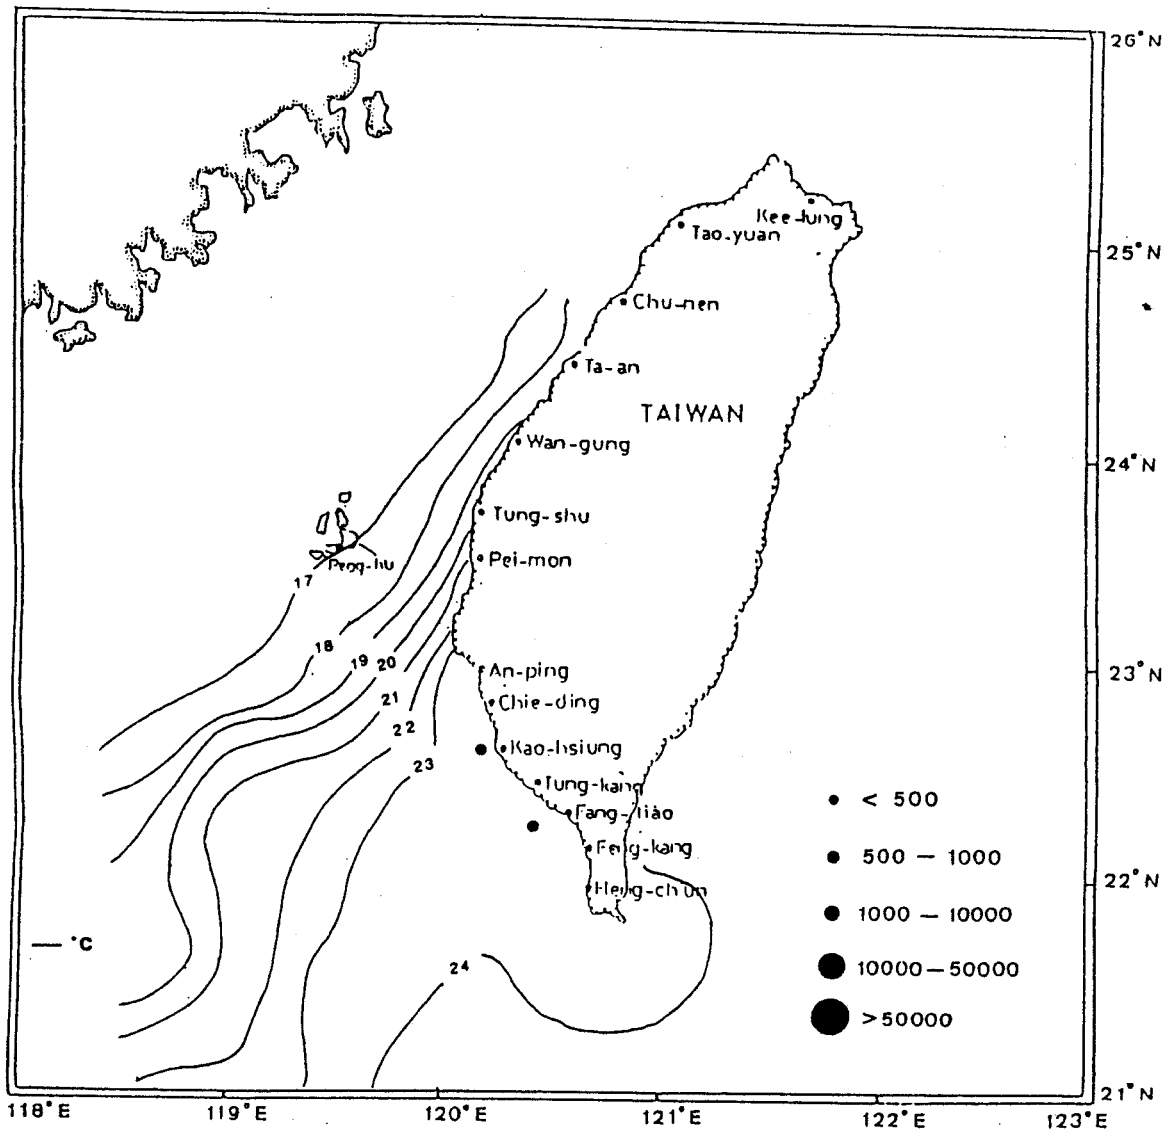 26°N
Kee-lung
Tao-yuan
25°N
Chu-nen
Ta-an
TAIWAN
Wan-gung
24°N
Tung-shu
Pei-mon
Peng-hu
17
18
19
20
An-ping
23°N
21
Chie-ding
22
Kao-hsiung
23
Tung-kang
< 500
Fang-liao
Feng-kang
500 — 1000
22°N
Heng-chun
1000 — 10000
°C
24
10000—50000
>50000
21°N
118°E
119°E
120°E
121°E
122°E
123°E